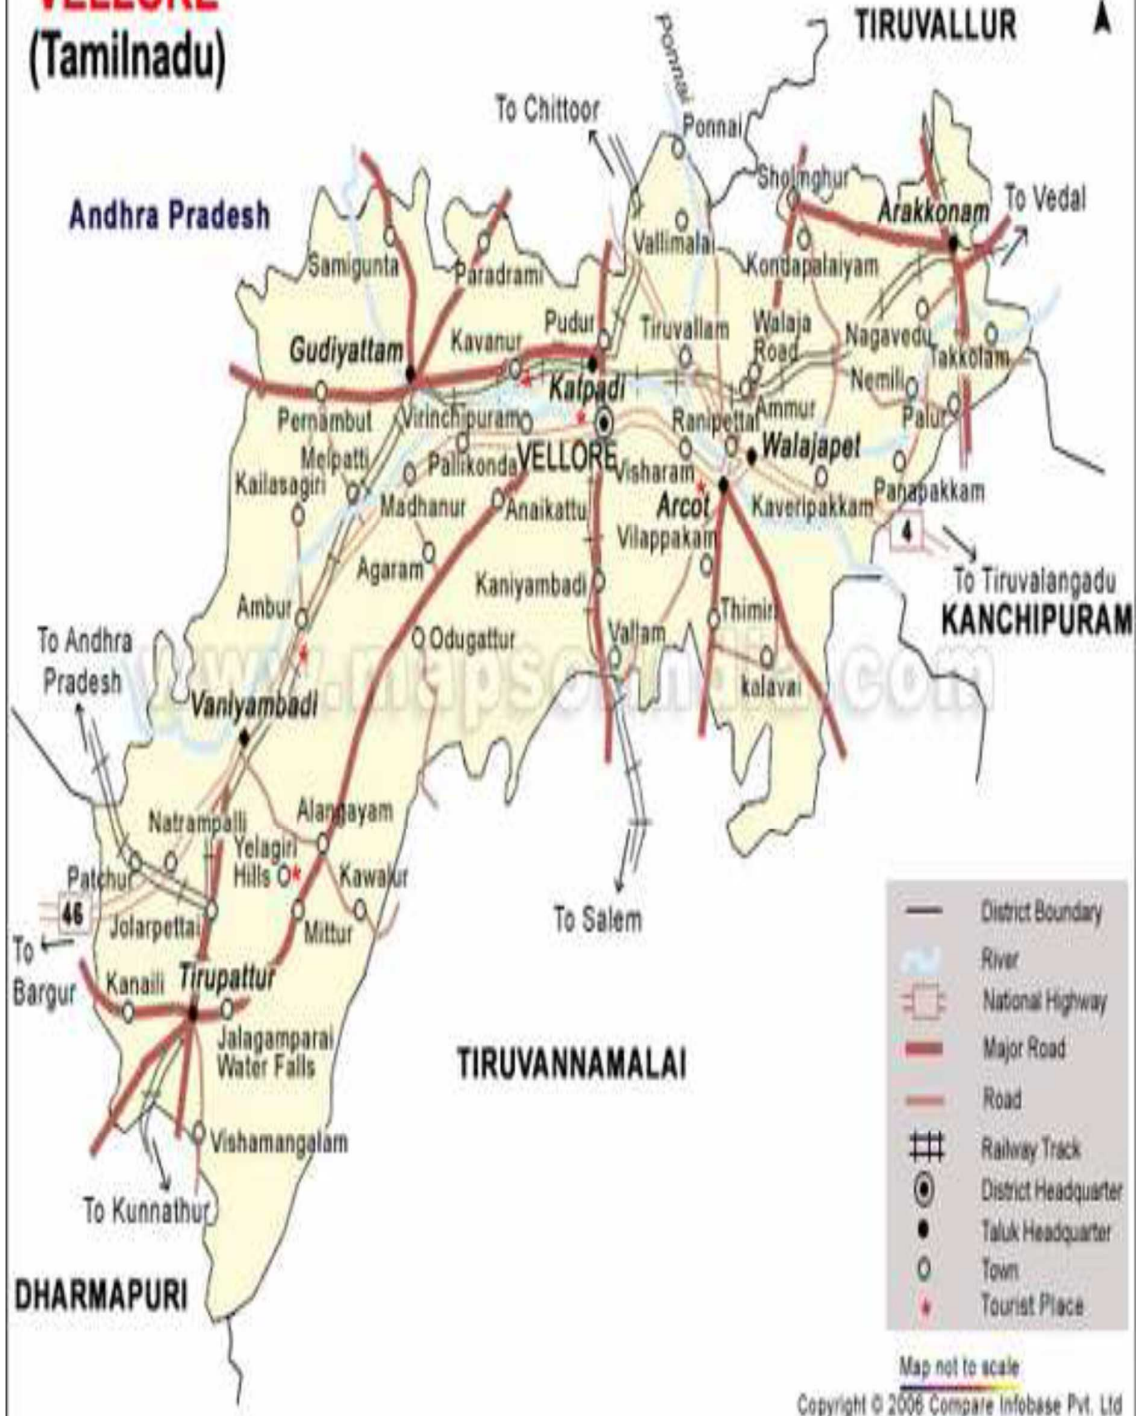 VELLORE
(Tamilnadu)
TIRUVALLUR
Ponnai
To Chittoor
Ponnai
Sholinghur
Andhra Pradesh
Arakkonam
To Vedal
Vallimalai
Samigunta
Paradrami
Kondapalaiyam
Pudur
Tiruvallam
Walaja
Road
Nagavedu
Kavanur
Gudiyattam
Takkolam
Katpadi
Nemili
Pernambut
Virinchipuram
Ranipettai
Ammur
Palur
Melpatti
Pallikonda
VELLORE
Visharam
Walajapet
Kailasagiri
Madhanur
Anaikattu
Arcot
Kaveripakkam
Panapakkam
4
Vilappakam
Agaram
Kaniyambadi
To Tiruvalangadu
Ambur
Thimiri
KANCHIPURAM
To Andhra
Pradesh
Odugattur
Vallam
www.mapsofindia.com
kalavai
Vaniyambadi
Natrampalli
Alangayam
Yelagiri
Hills
Patchur
Kawalur
46
Jolarpettai
Mittur
To Salem
To
Bargur
Kanaili
Tirupattur
Jalagamparai
Water Falls
TIRUVANNAMALAI
Vishamangalam
To Kunnathur
DHARMAPURI
District Boundary
River
National Highway
Major Road
Road
Railway Track
District Headquarter
Taluk Headquarter
Town
Tourist Place
Map not to scale
Copyright © 2006 Compare Infobase Pvt. Ltd